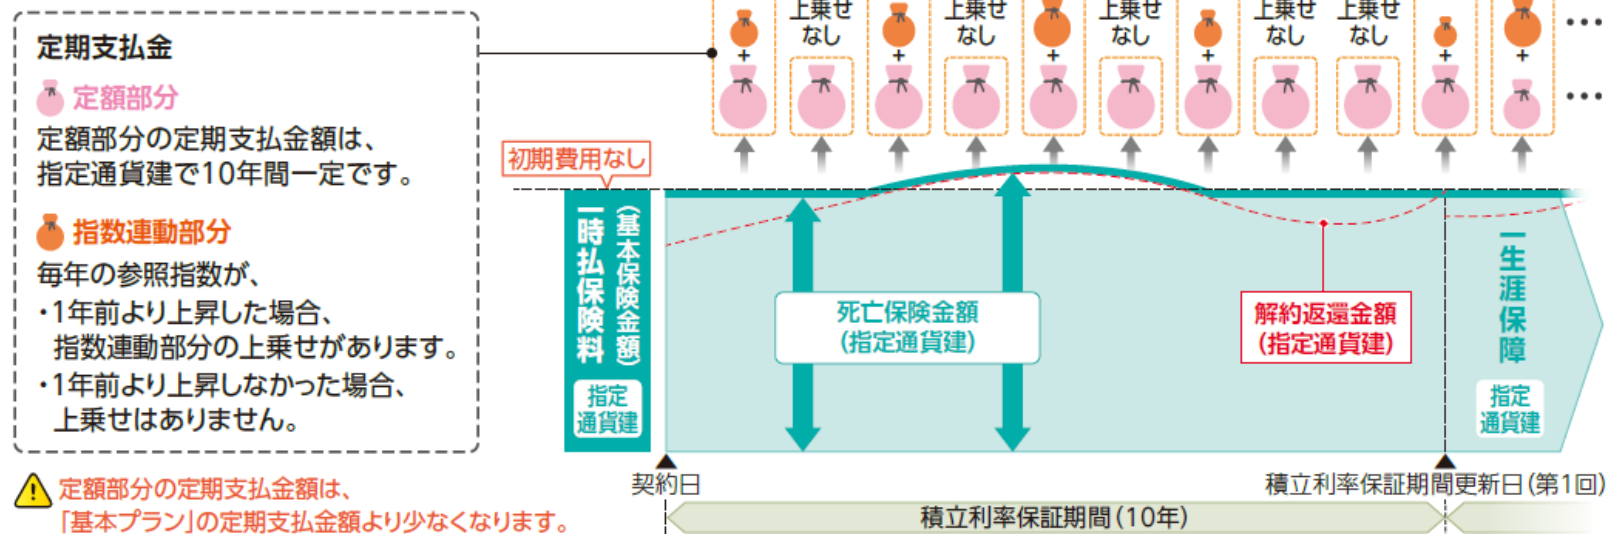 定期支払金
定額部分
定額部分の定期支払金額は、
指定通貨建で10年間一定です。
指数連動部分
毎年の参照指数が、
・1年前より上昇した場合、
指数連動部分の上乗せがあります。
・1年前より上昇しなかった場合、
上乗せはありません。
定額部分の定期支払金額は、
「基本プラン」の定期支払金額より少なくなります。
+
上乗せ
なし
+
上乗せ
なし
+
上乗せ
なし
+
上乗せ
なし
上乗せ
なし
+
+
…
…
初期費用なし
一時払保険料
(基本保険金額)
指定
通貨建
死亡保険金額
(指定通貨建)
解約返還金額
(指定通貨建)
一生涯保障
指定
通貨建
契約日
積立利率保証期間更新日(第1回)
積立利率保証期間(10年)